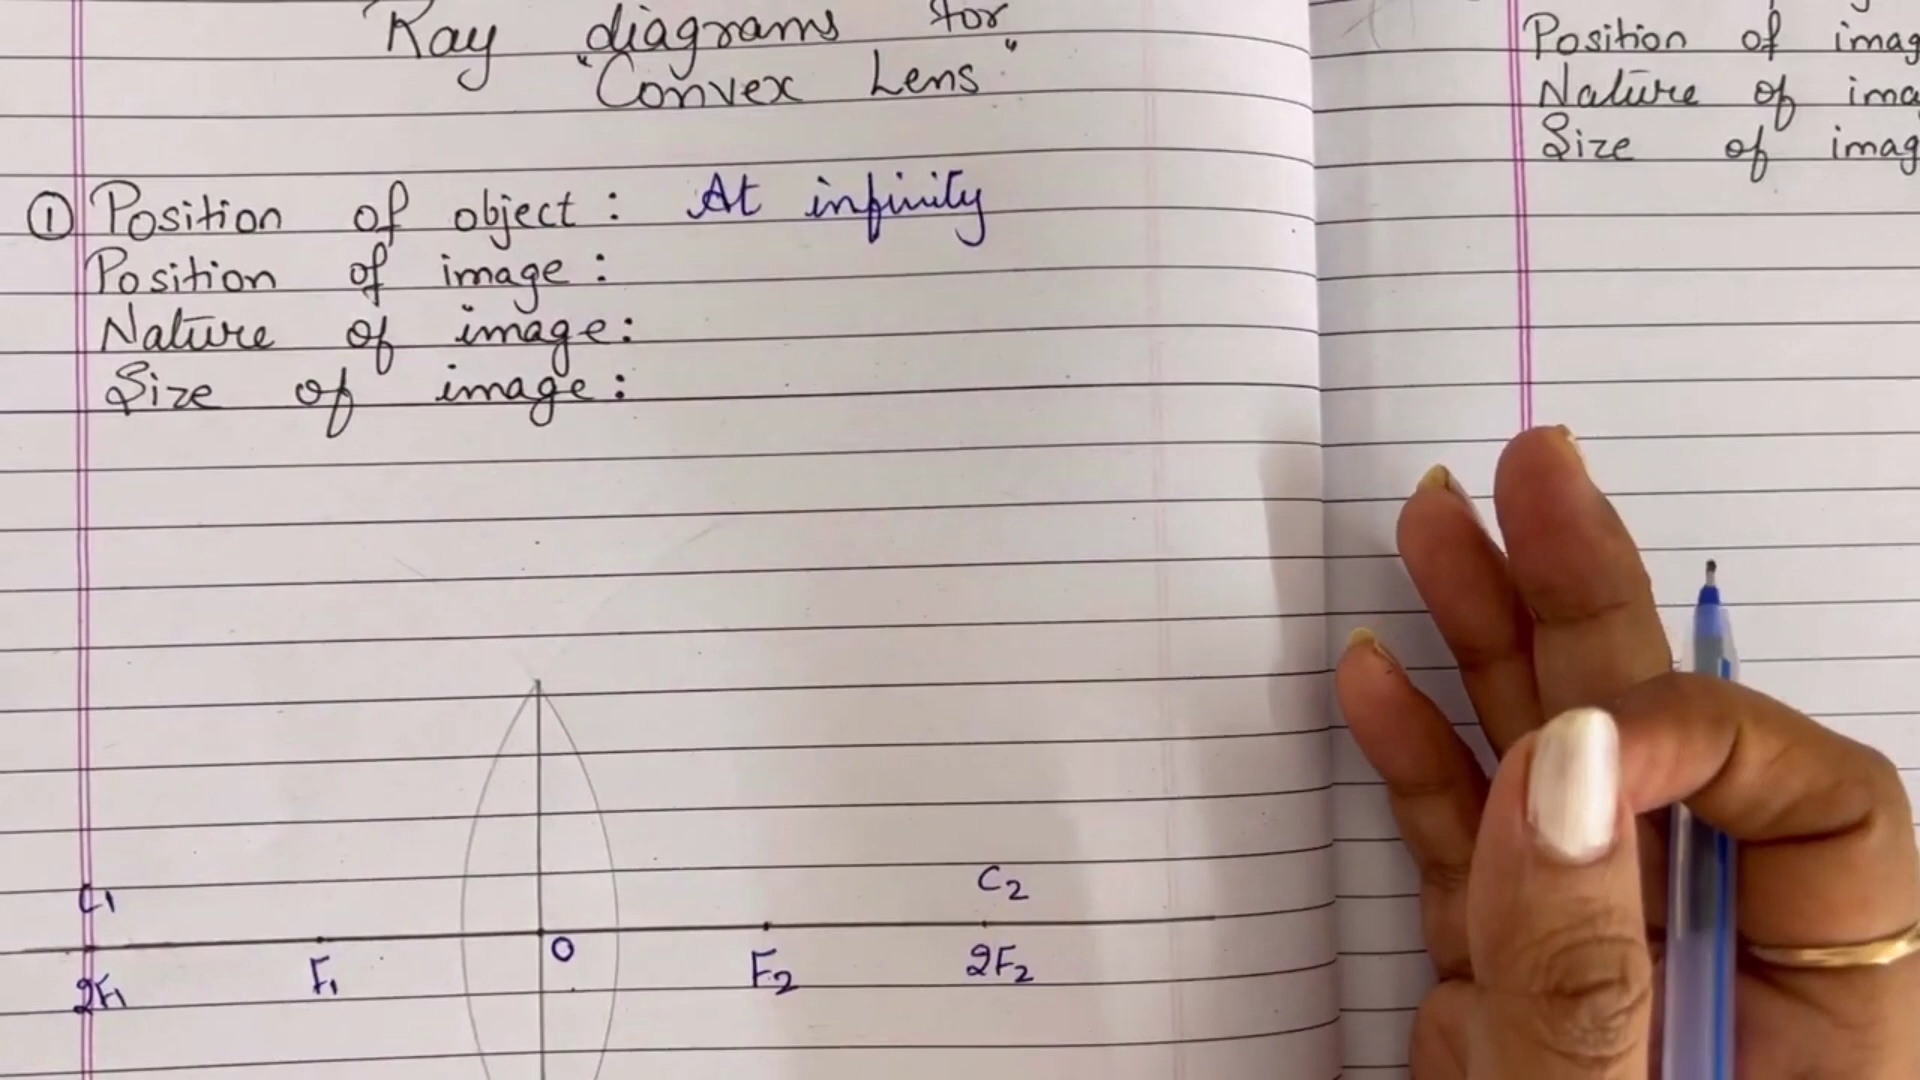 Ray diagrams for
"Convex Lens"
① Position of object : At infinity
Position of image :
Nature of image :
Size of image :
C1
C2
2F1
F1
O
F2
2F2
Position of imag
Nature of ima
Size of imag